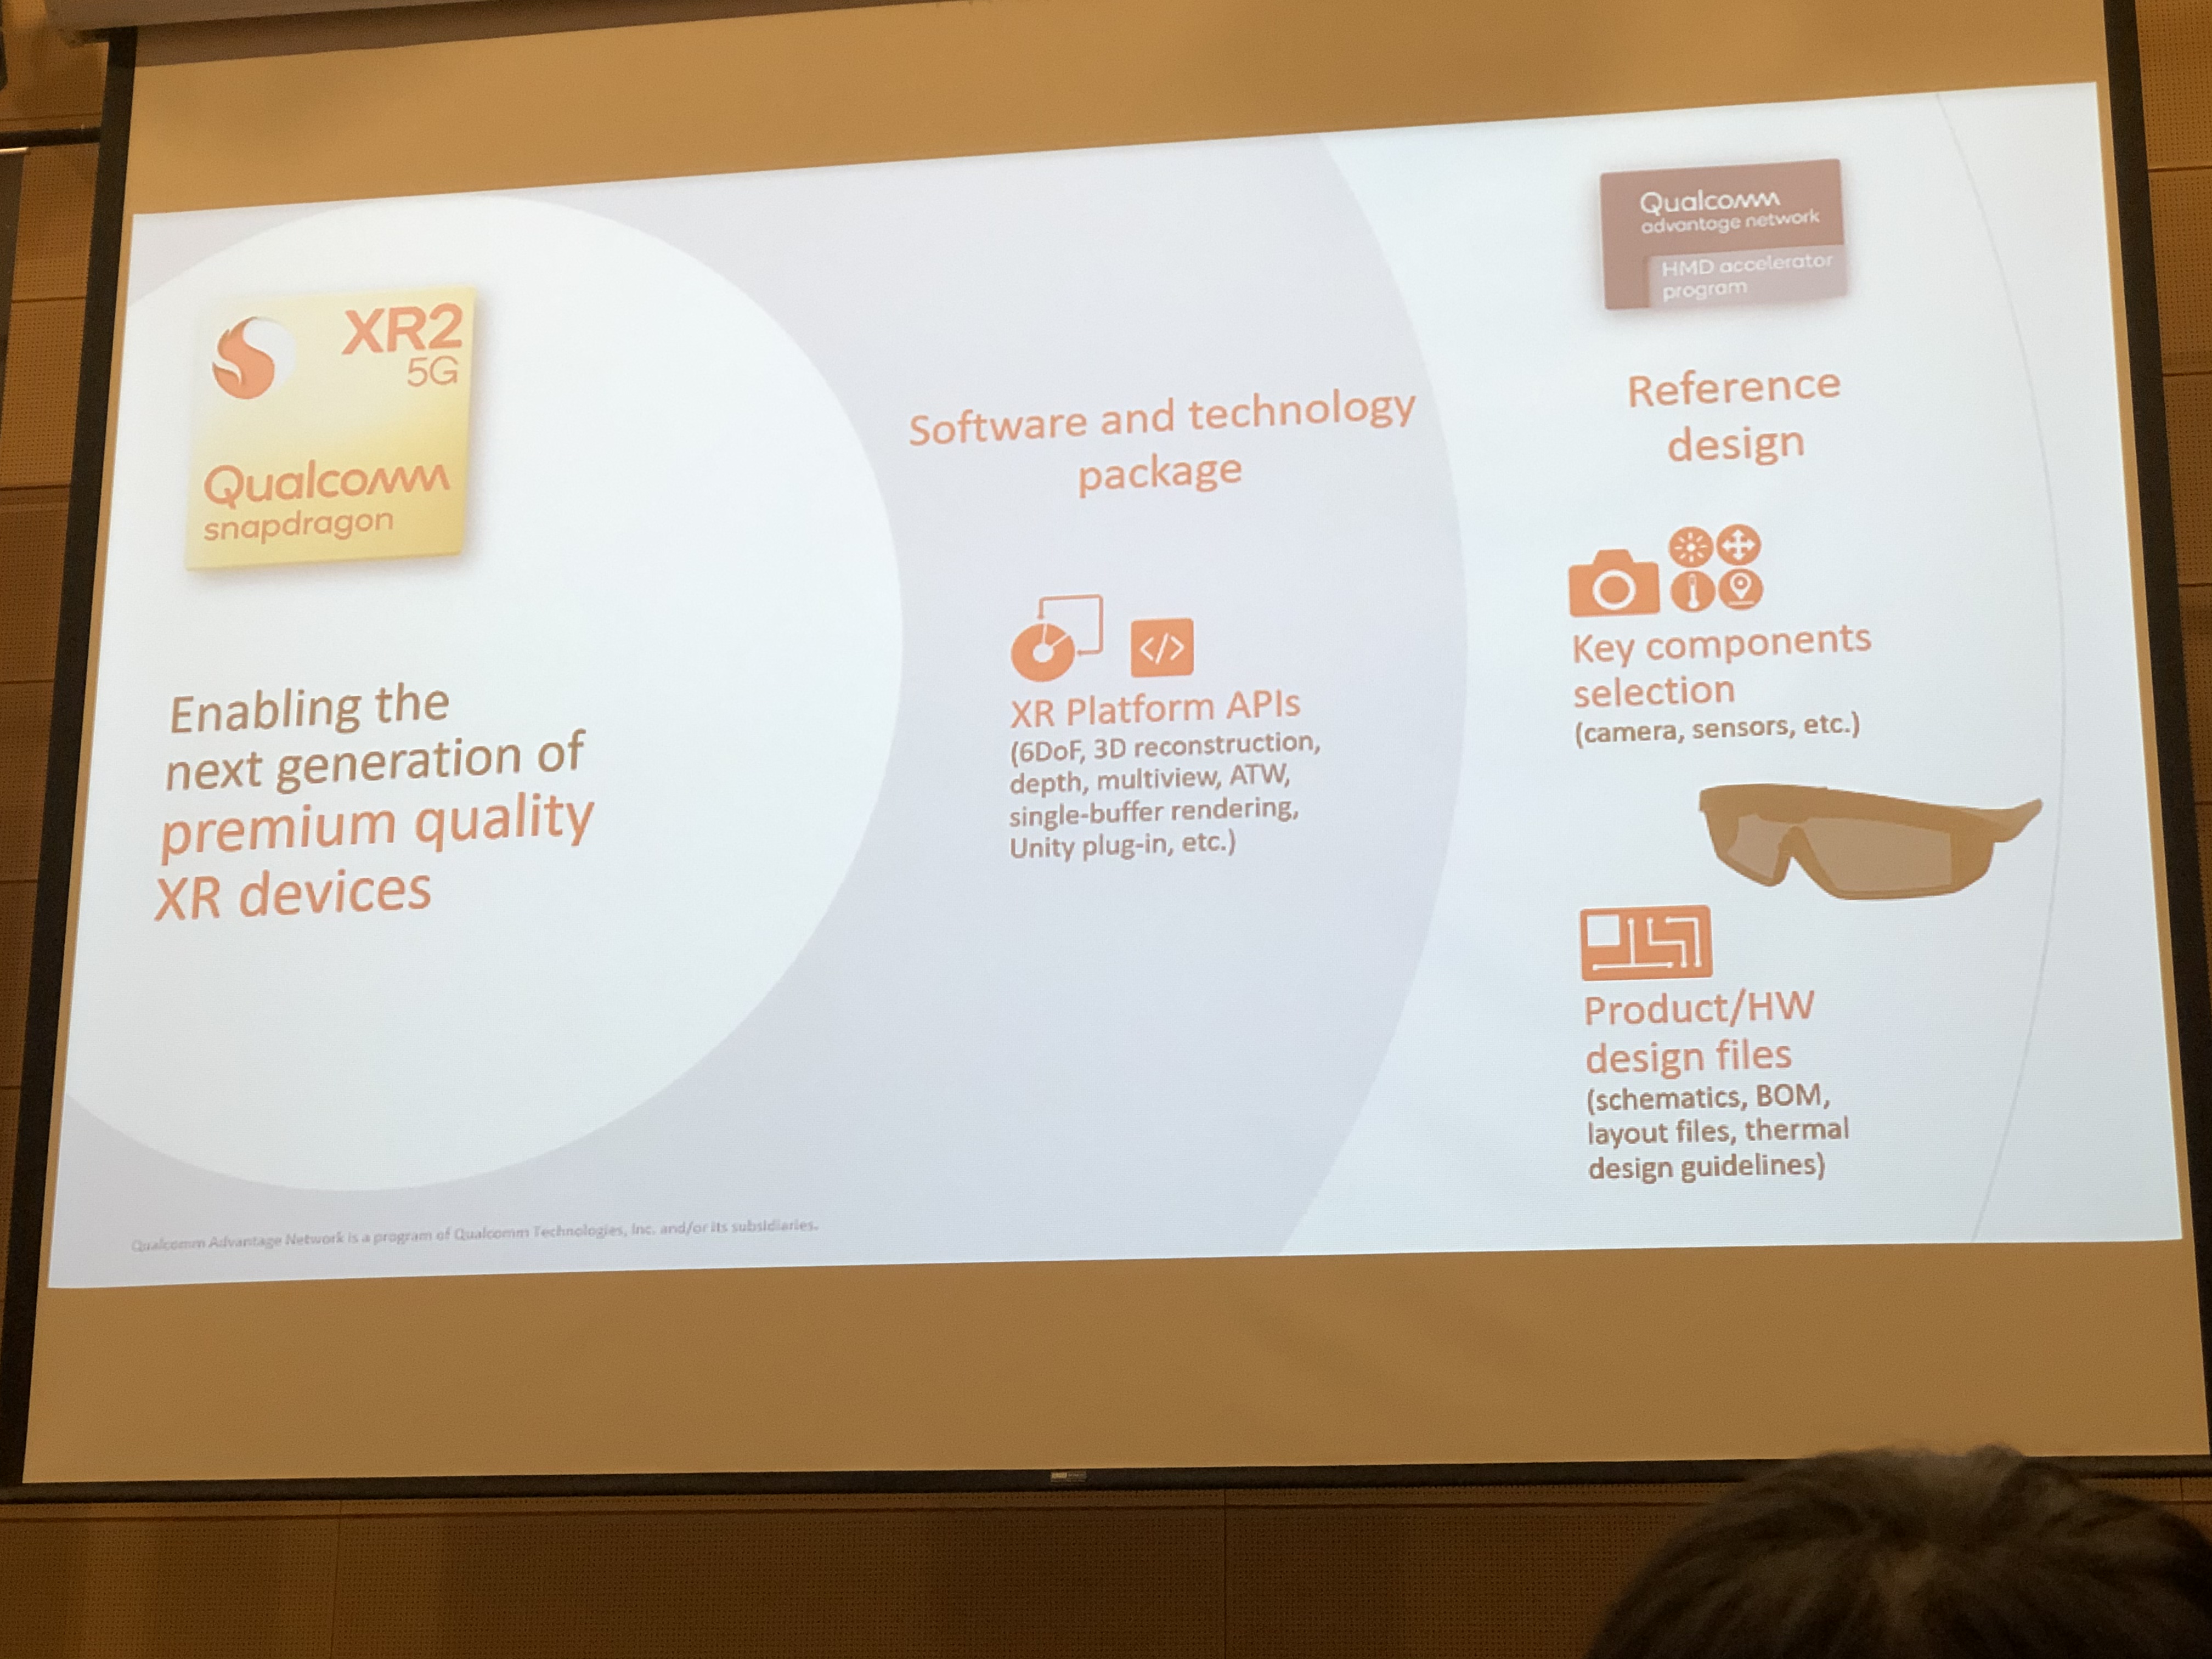 XR2
5G
Qualcomm
snapdragon
Enabling the
next generation of
premium quality
XR devices
Software and technology
package
</>
XR Platform APIs
(6DoF, 3D reconstruction,
depth, multiview, ATW,
single-buffer rendering,
Unity plug-in, etc.)
Qualcomm
advantage network
HMD accelerator
program
Reference
design
Key components
selection
(camera, sensors, etc.)
Product/HW
design files
(schematics, BOM,
layout files, thermal
design guidelines)
Qualcomm Advantage Network is a program of Qualcomm Technologies, Inc. and/or its subsidiaries.